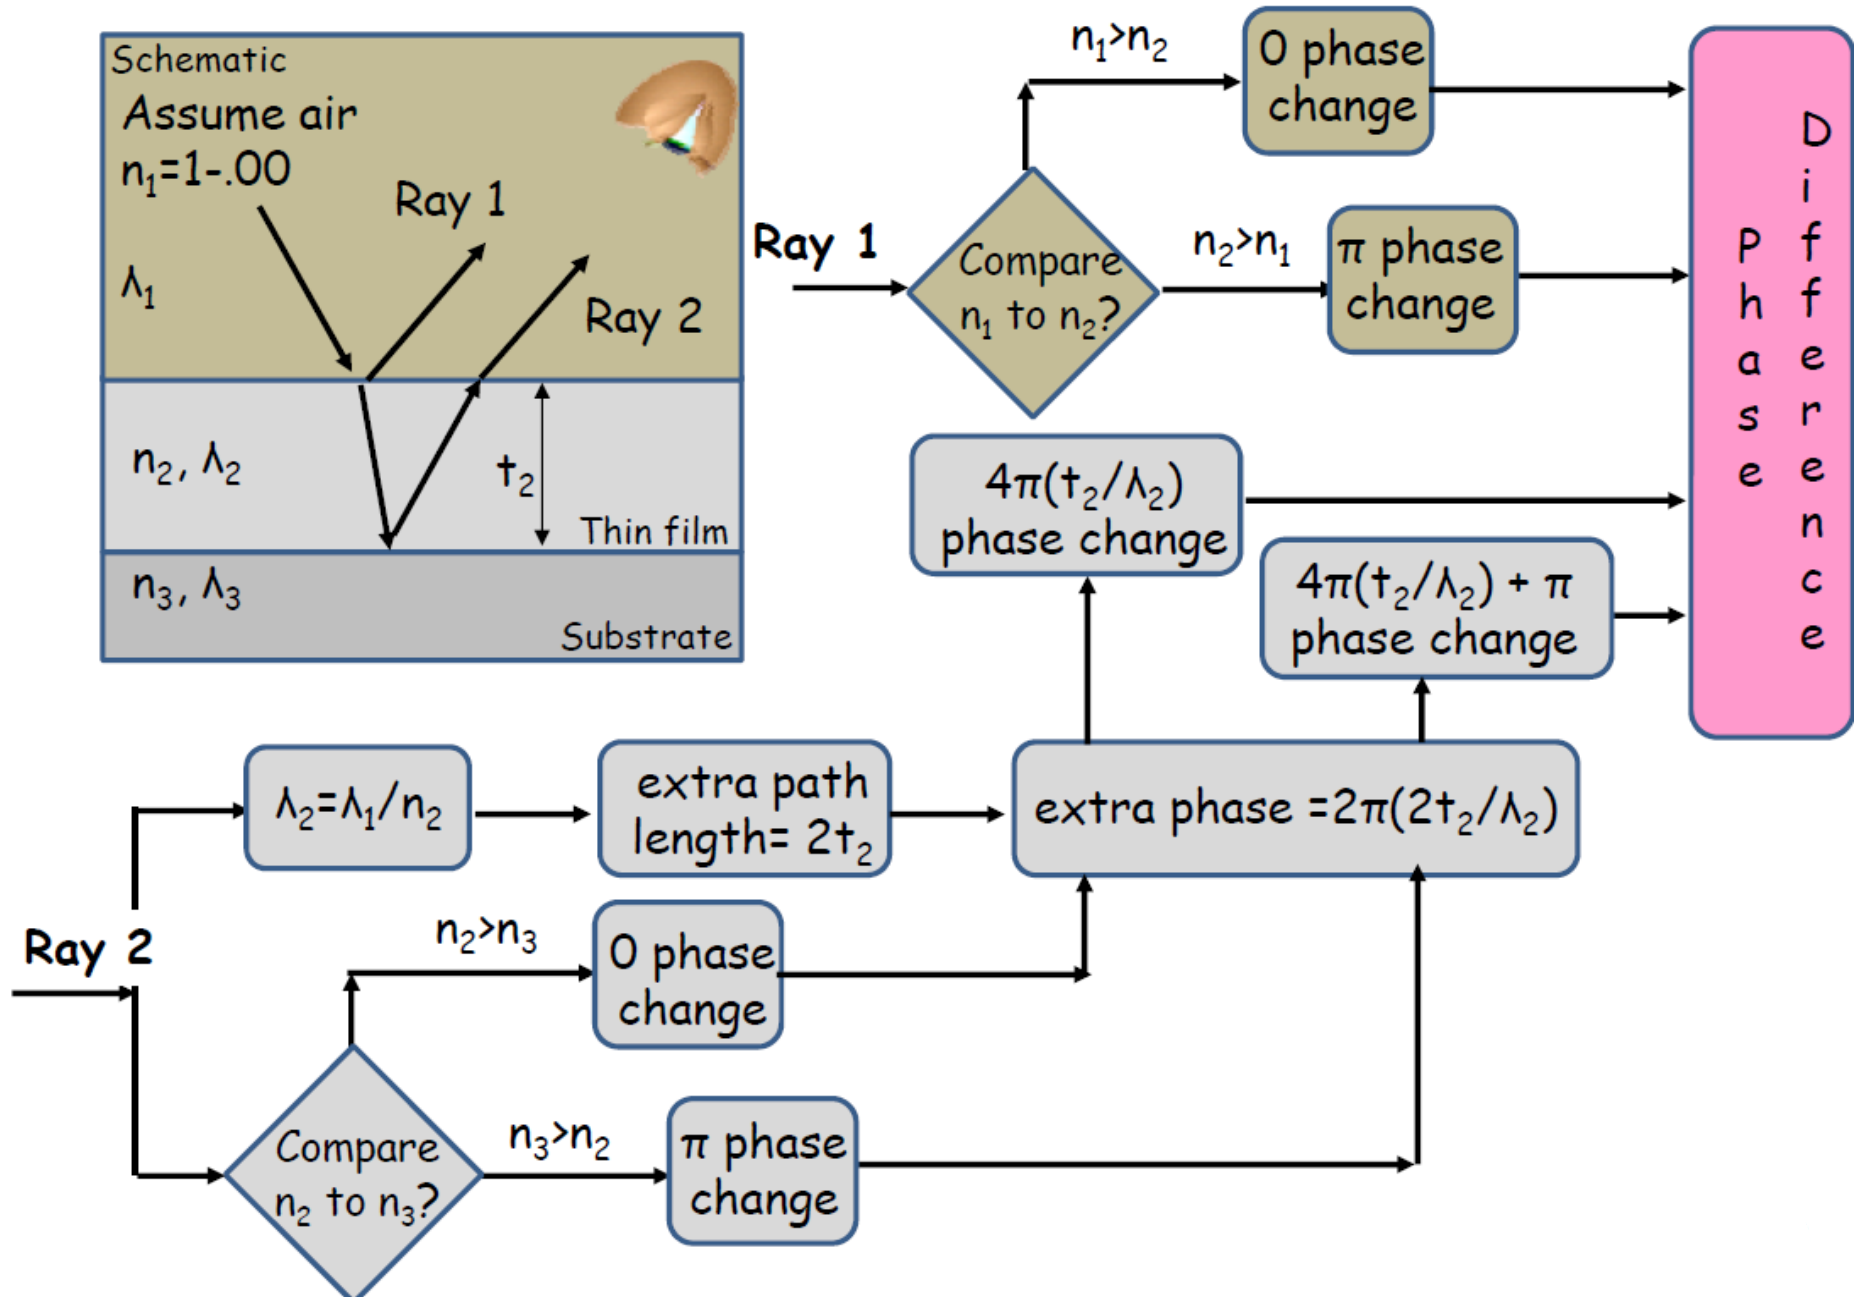 Schematic
Assume air
n₁=1-.00
λ₁
Ray 1
Ray 2
n₂, λ₂
t₂
Thin film
n₃, λ₃
Substrate
Ray 1
Compare
n₁ to n₂?
n₁>n₂
0 phase
change
n₂>n₁
π phase
change
4π(t₂/λ₂)
phase change
4π(t₂/λ₂) + π
phase change
Phase
Difference
Ray 2
λ₂=λ₁/n₂
extra path
length= 2t₂
extra phase =2π(2t₂/λ₂)
n₂>n₃
0 phase
change
Compare
n₂ to n₃?
n₃>n₂
π phase
change